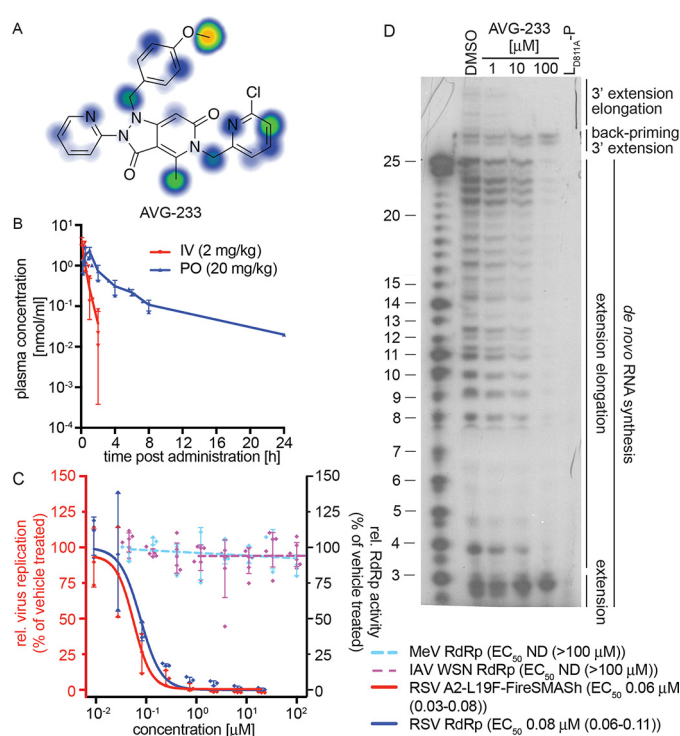 A
O
N
N
N
O
O
N
N
Cl
AVG-233
B
10¹
10⁰
10⁻¹
10⁻²
10⁻³
10⁻⁴
plasma concentration
[nmol/ml]
IV (2 mg/kg)
PO (20 mg/kg)
0 4 8 12 16 20 24
time post administration [h]
C
rel. virus replication
(% of vehicle treated)
150
125
100
75
50
25
0
150
125
100
75
50
25
0
rel. RdRp activity
(% of vehicle treated)
10⁻² 10⁻¹ 10⁰ 10¹ 10²
concentration [µM]
D
AVG-233
[µM]
DMSO 1 10 100 L_D811A-P
25
20
15
14
13
12
11
10
9
8
7
6
5
4
3
3' extension
elongation
back-priming
3' extension
extension elongation
extension
de novo RNA synthesis
MeV RdRp (EC₅₀ ND (>100 µM))
IAV WSN RdRp (EC₅₀ ND (>100 µM))
RSV A2-L19F-FireSMASh (EC₅₀ 0.06 µM
(0.03-0.08))
RSV RdRp (EC₅₀ 0.08 µM (0.06-0.11))